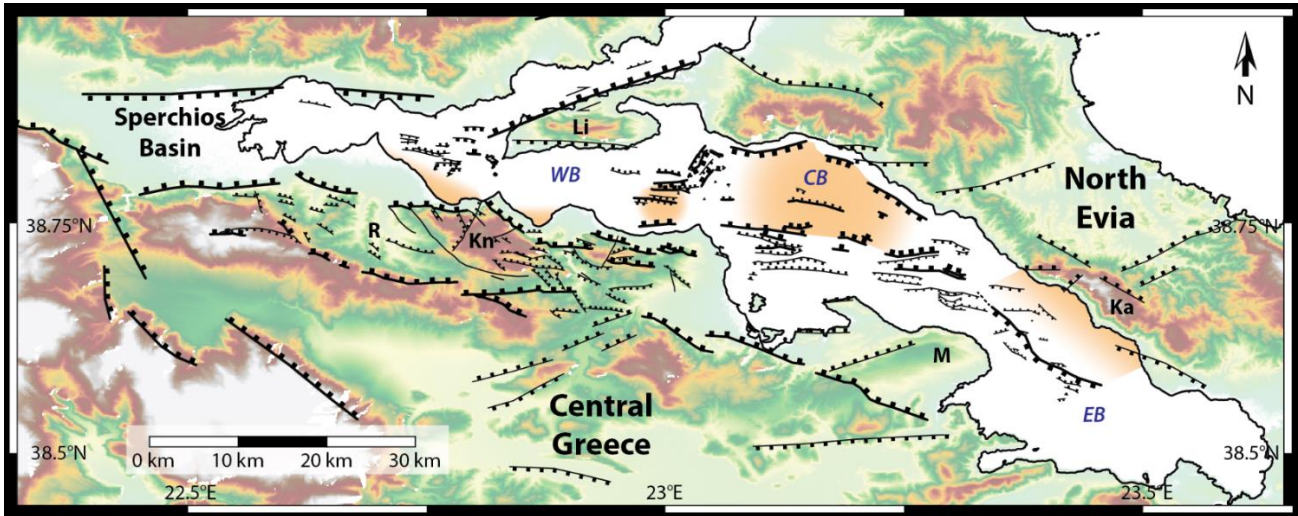 N
Sperchios
Basin
Li
WB
CB
North
Evia
38.75°N
38.75°N
R
Kn
Ka
M
Central
Greece
EB
38.5°N
38.5°N
0 km 10 km 20 km 30 km
22.5°E
23°E
23.5°E